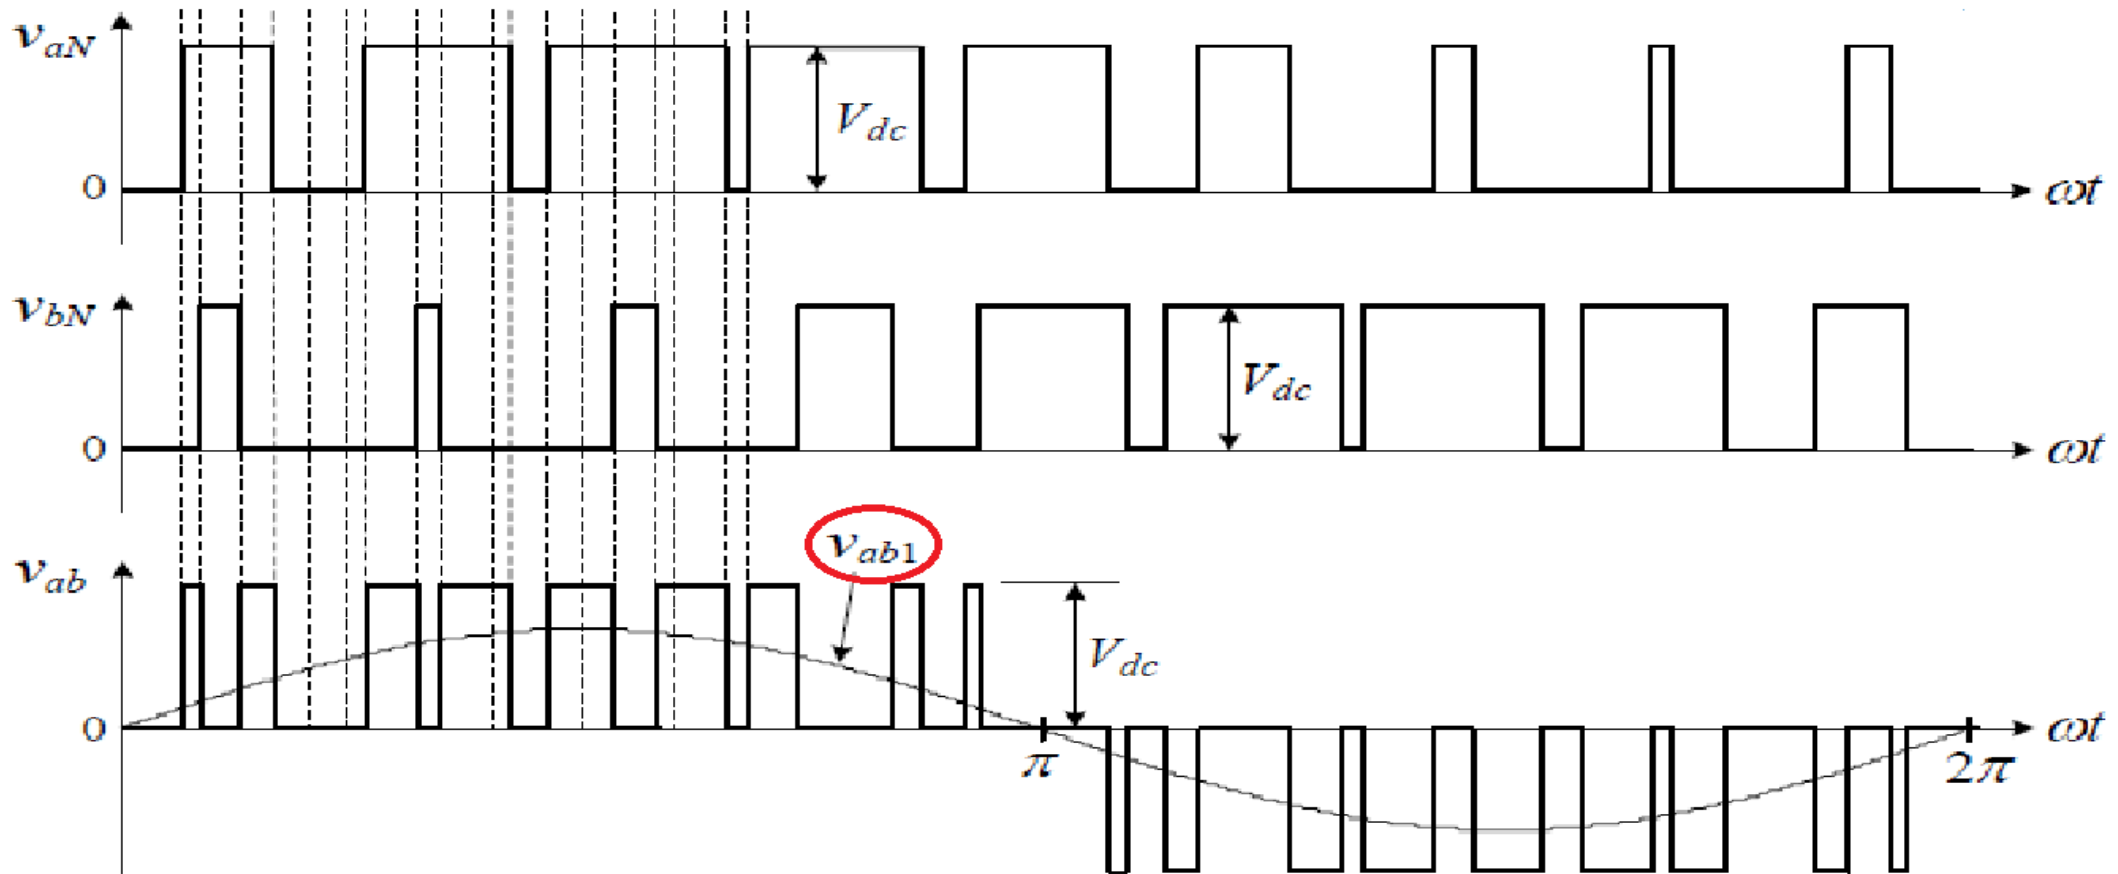 v_aN
V_dc
0
ωt
v_bN
V_dc
0
ωt
v_ab1
v_ab
V_dc
0
ωt
π
2π